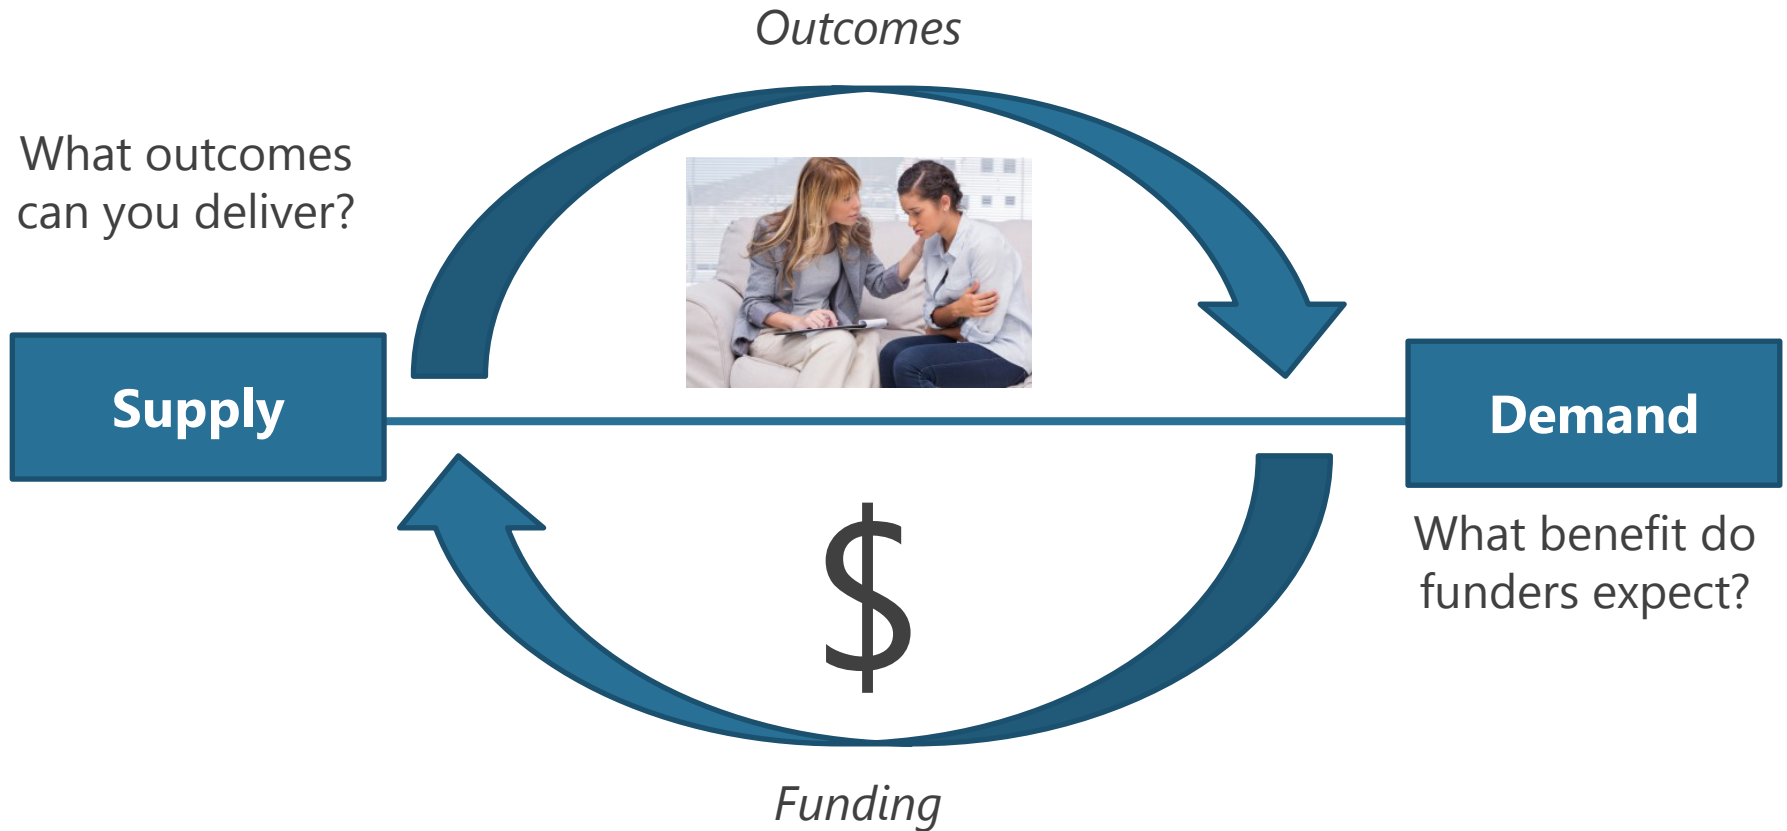 Outcomes
What outcomes
can you deliver?
Supply
Demand
$
What benefit do
funders expect?
Funding